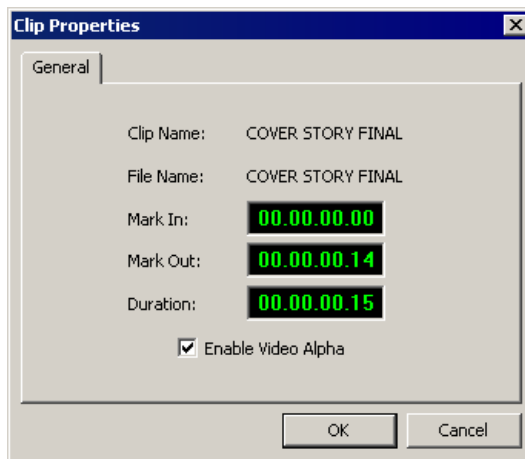 Clip Properties
General
Clip Name: COVER STORY FINAL
File Name: COVER STORY FINAL
Mark In: 00.00.00.00
Mark Out: 00.00.00.14
Duration: 00.00.00.15
Enable Video Alpha
OK Cancel